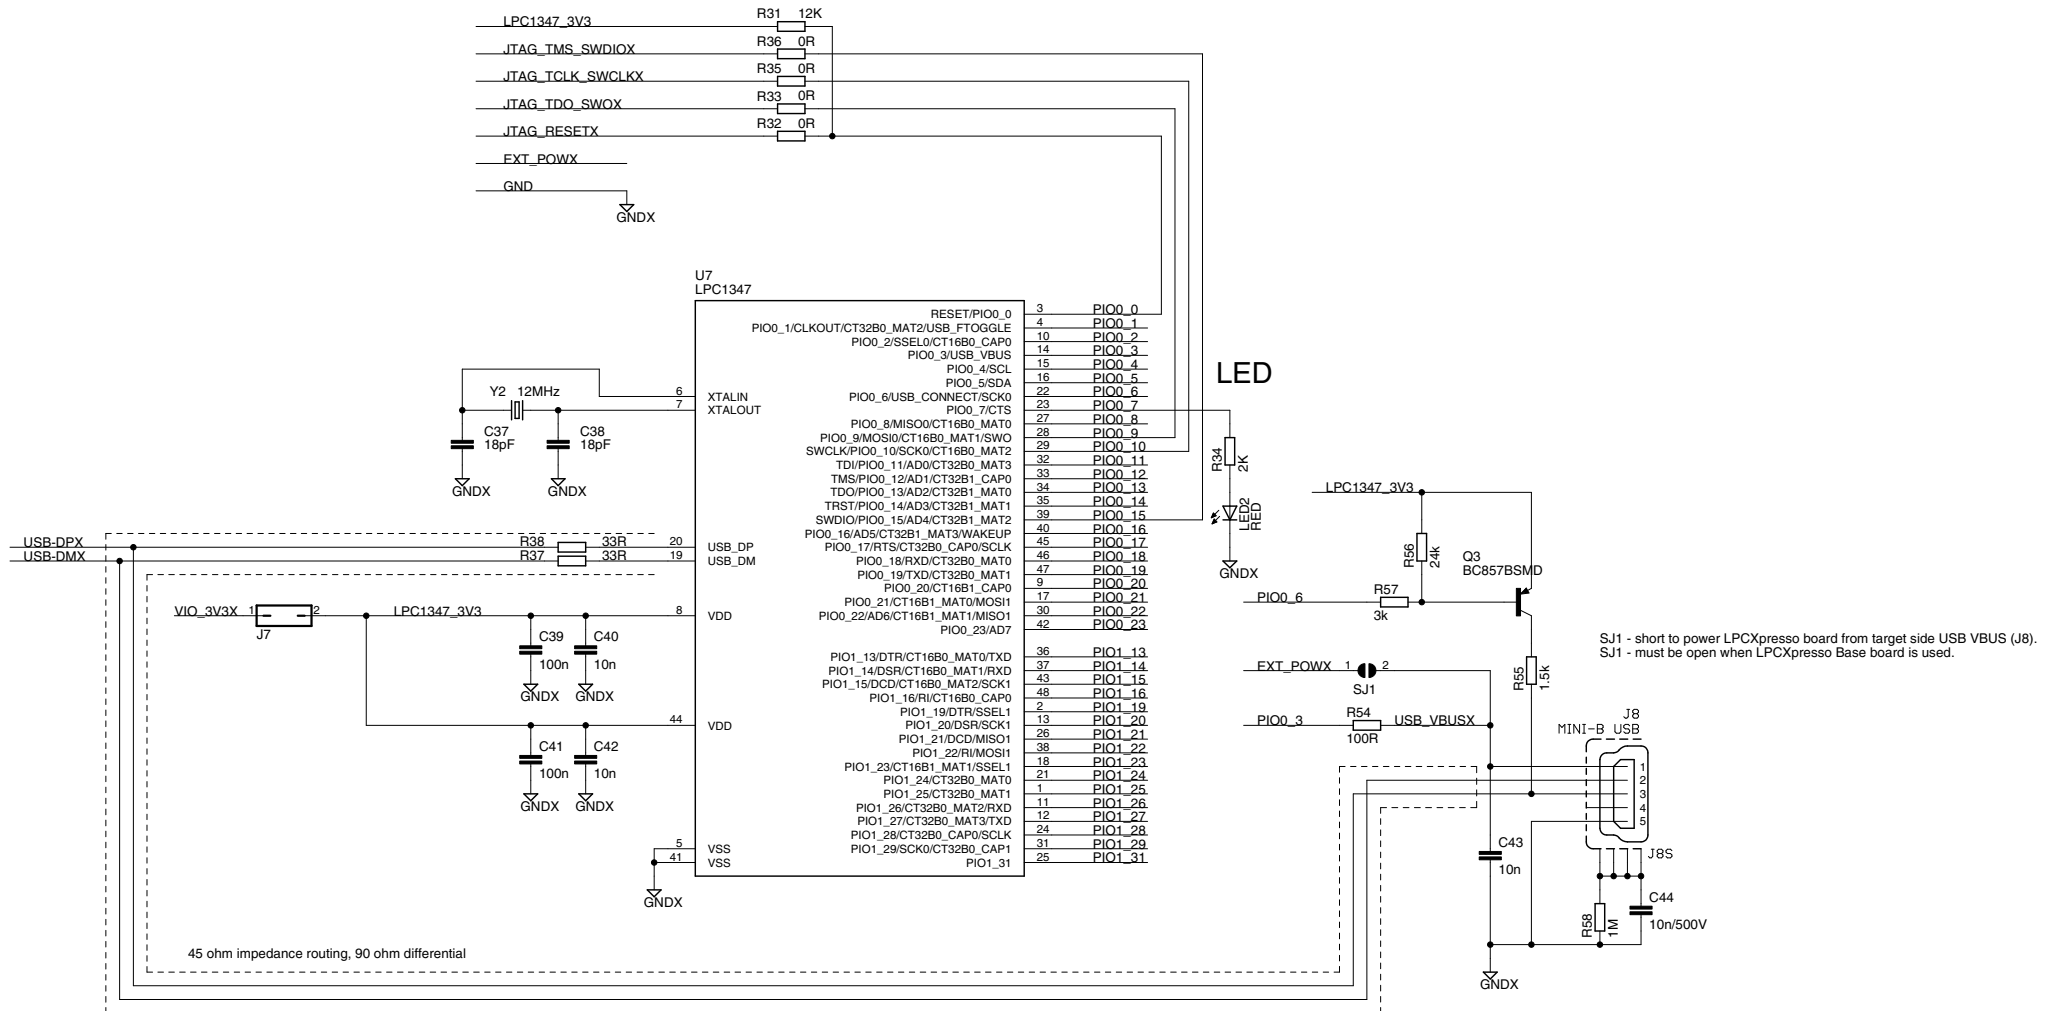 LPC1347_3V3 R31 12K
JTAG_TMS_SWDIOX R36 0R
JTAG_TCLK_SWCLKX R35 0R
JTAG_TDO_SWOX R33 0R
JTAG_RESETX R32 0R
EXT_POWX
GND
GNDX
U7
LPC1347
RESET/PIO0_0 3 PIO0_0
PIO0_1/CLKOUT/CT32B0_MAT2/USB_FTOGGLE 4 PIO0_1
PIO0_2/SSEL0/CT16B0_CAP0 10 PIO0_2
PIO0_3/USB_VBUS 14 PIO0_3
PIO0_4/SCL 15 PIO0_4
PIO0_5/SDA 16 PIO0_5
PIO0_6/USB_CONNECT/SCK0 22 PIO0_6
PIO0_7/CTS 23 PIO0_7
PIO0_8/MISO0/CT16B0_MAT0 27 PIO0_8
PIO0_9/MOSI0/CT16B0_MAT1/SWO 28 PIO0_9
SWCLK/PIO0_10/SCK0/CT16B0_MAT2 29 PIO0_10
TDI/PIO0_11/AD0/CT32B0_MAT3 32 PIO0_11
TMS/PIO0_12/AD1/CT32B1_CAP0 33 PIO0_12
TDO/PIO0_13/AD2/CT32B1_MAT0 34 PIO0_13
TRST/PIO0_14/AD3/CT32B1_MAT1 35 PIO0_14
SWDIO/PIO0_15/AD4/CT32B1_MAT2 39 PIO0_15
PIO0_16/AD5/CT32B1_MAT3/WAKEUP 40 PIO0_16
PIO0_17/RTS/CT32B0_CAP0/SCLK 45 PIO0_17
PIO0_18/RXD/CT32B0_MAT0 46 PIO0_18
PIO0_19/TXD/CT32B0_MAT1 47 PIO0_19
PIO0_20/CT16B1_CAP0 9 PIO0_20
PIO0_21/CT16B1_MAT0/MOSI1 17 PIO0_21
PIO0_22/AD6/CT16B1_MAT1/MISO1 30 PIO0_22
PIO0_23/AD7 42 PIO0_23
PIO1_13/DTR/CT16B0_MAT0/TXD 36 PIO1_13
PIO1_14/DSR/CT16B0_MAT1/RXD 37 PIO1_14
PIO1_15/DCD/CT16B0_MAT2/SCK1 43 PIO1_15
PIO1_16/RI/CT16B0_CAP0 48 PIO1_16
PIO1_19/DTR/SSEL1 2 PIO1_19
PIO1_20/DSR/SCK1 13 PIO1_20
PIO1_21/DCD/MISO1 26 PIO1_21
PIO1_22/RI/MOSI1 38 PIO1_22
PIO1_23/CT16B1_MAT1/SSEL1 18 PIO1_23
PIO1_24/CT32B0_MAT0 21 PIO1_24
PIO1_25/CT32B0_MAT1 1 PIO1_25
PIO1_26/CT32B0_MAT2/RXD 11 PIO1_26
PIO1_27/CT32B0_MAT3/TXD 12 PIO1_27
PIO1_28/CT32B0_CAP0/SCLK 24 PIO1_28
PIO1_29/SCK0/CT32B0_CAP1 31 PIO1_29
PIO1_31 25 PIO1_31
6 XTALIN
7 XTALOUT
Y2 12MHz
C37
18pF
C38
18pF
GNDX GNDX
USB-DPX R38 33R 20 USB_DP
USB-DMX R37 33R 19 USB_DM
VIO_3V3X 1 2 LPC1347_3V3 8 VDD
J7
C39
100n
C40
10n
GNDX GNDX
44 VDD
C41
100n
C42
10n
GNDX GNDX
5 VSS
41 VSS
GNDX
45 ohm impedance routing, 90 ohm differential
LED
R34
2K
LED2
RED
GNDX
LPC1347_3V3
R56
24k
Q3
BC857BSMD
PIO0_6 R57
3k
EXT_POWX 1 2
SJ1
R55
1.5k
PIO0_3 R54 USB_VBUSX
100R
SJ1 - short to power LPCXpresso board from target side USB VBUS (J8).
SJ1 - must be open when LPCXpresso Base board is used.
J8
MINI-B USB
1
2
3
4
5
J8S
C43
10n
R58
1M
C44
10n/500V
GNDX